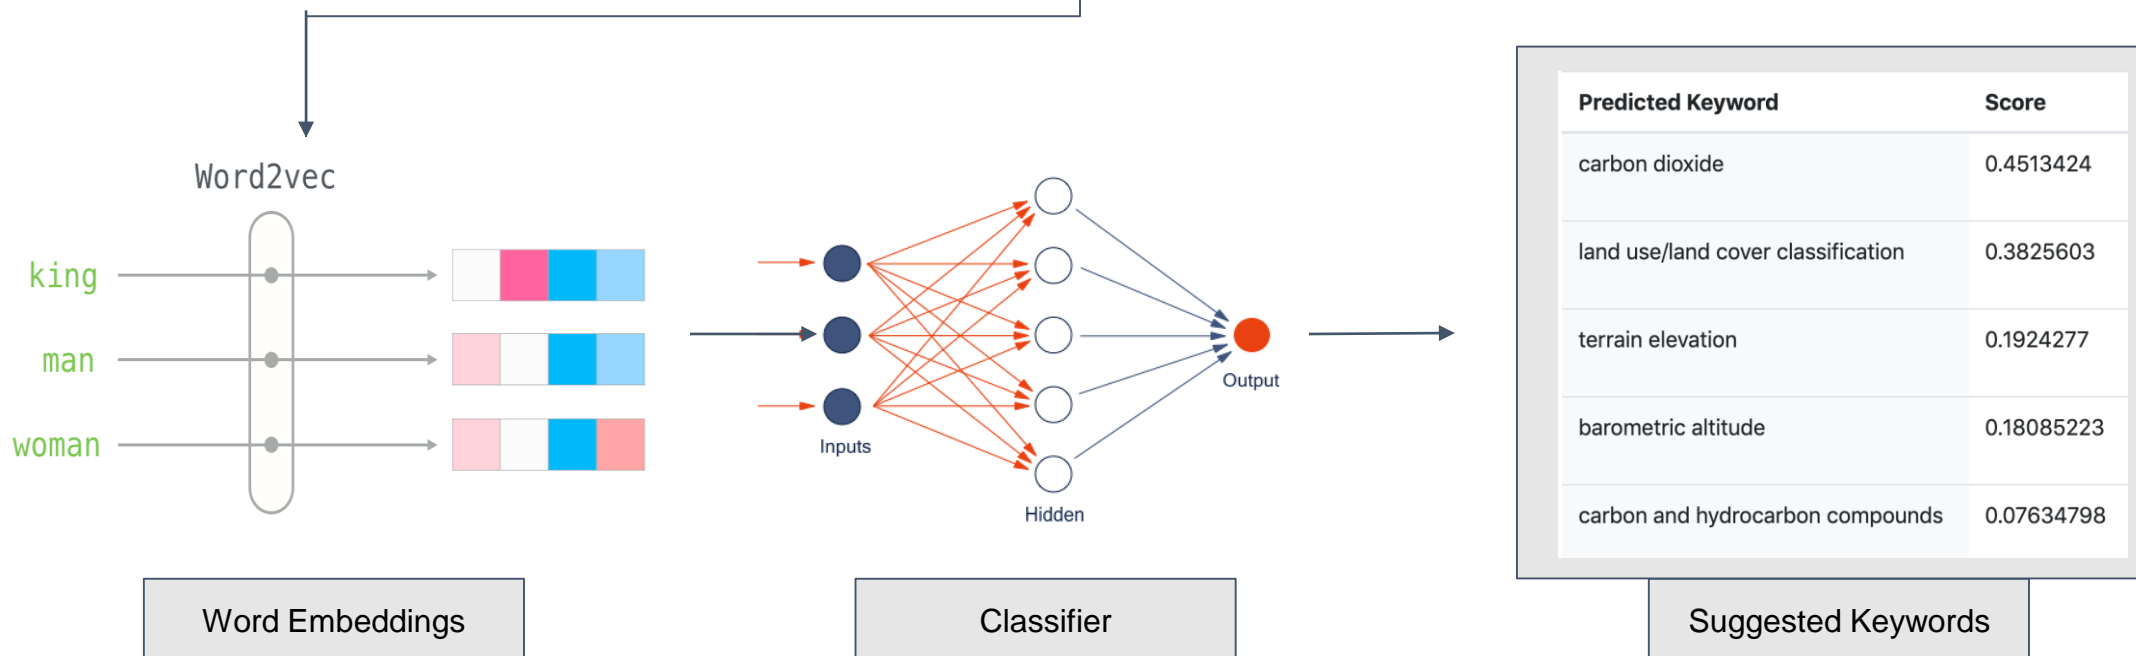 Word2vec
king
man
woman
Word Embeddings
Inputs
Hidden
Output
Classifier
Predicted Keyword Score
carbon dioxide 0.4513424
land use/land cover classification 0.3825603
terrain elevation 0.1924277
barometric altitude 0.18085223
carbon and hydrocarbon compounds 0.07634798
Suggested Keywords